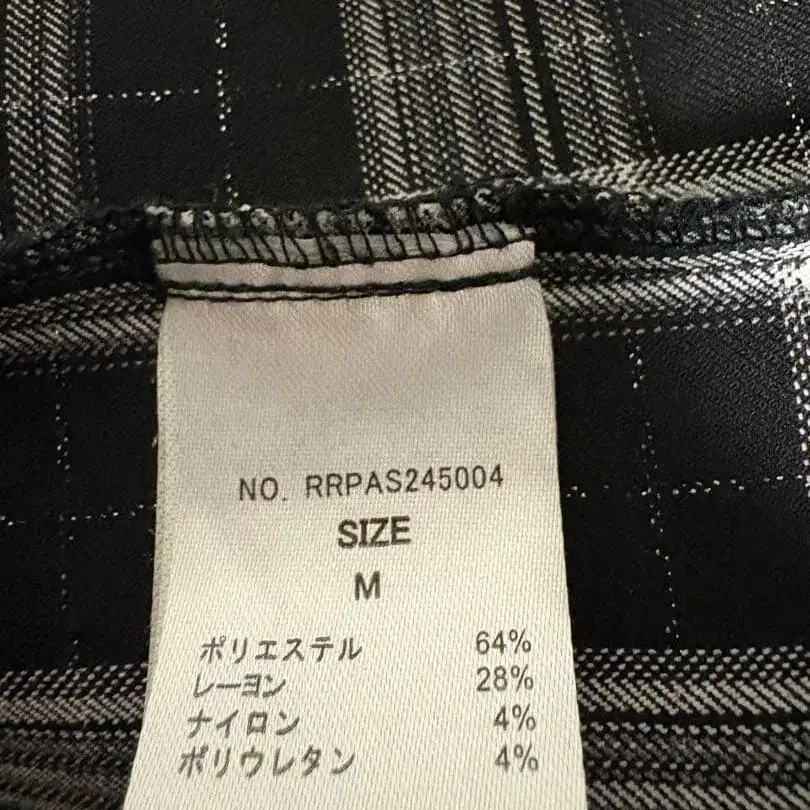 NO. RRPAS245004
SIZE
M
ポリエステル 64%
レーヨン 28%
ナイロン 4%
ポリウレタン 4%